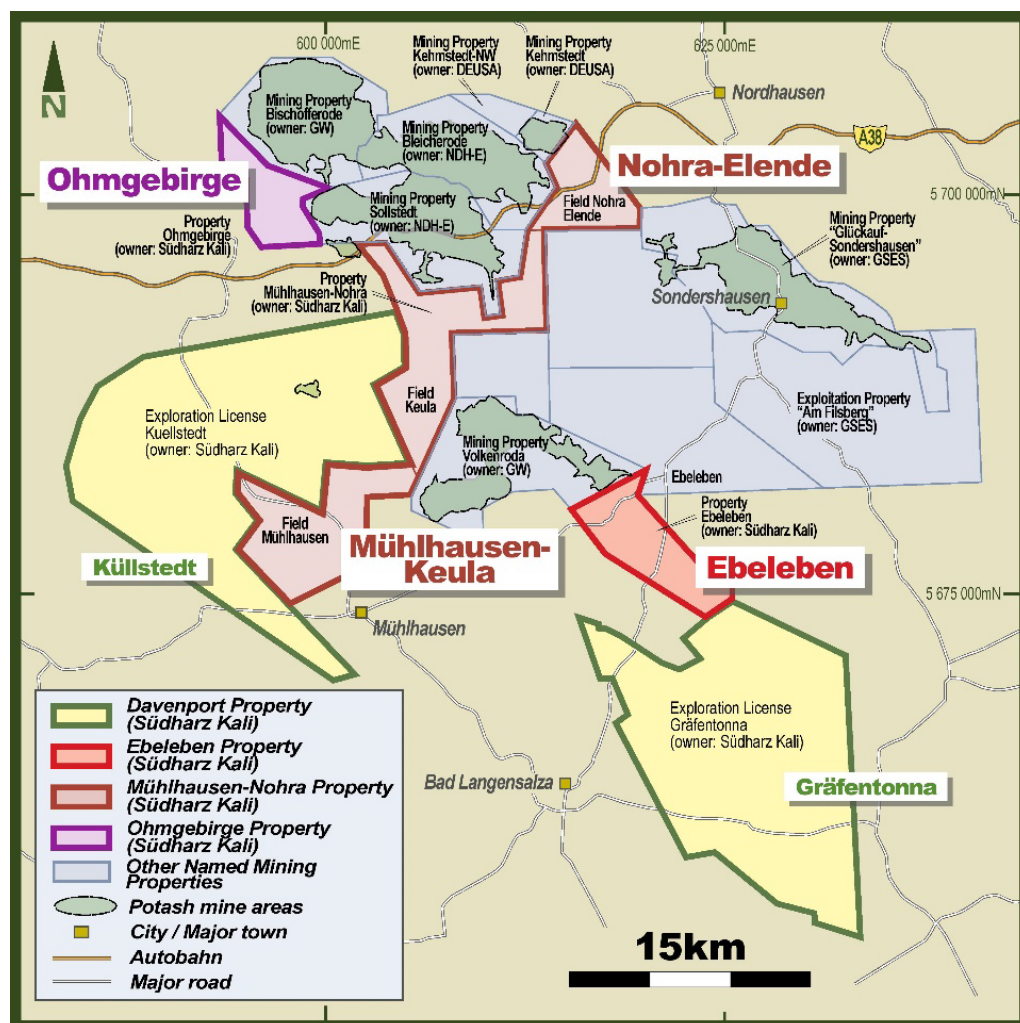 600 000mE
625 000mE
N
Mining Property
Kehmstedt-NW
(owner: DEUSA)
Mining Property
Kehmstedt
(owner: DEUSA)
Nordhausen
A38
Mining Property
Bischofferode
(owner: GW)
Mining Property
Bleicherode
(owner: NDH-E)
Ohmgebirge
Nohra-Elende
5 700 000mN
Mining Property
Sollstedt
(owner: NDH-E)
Field Nohra
Elende
Property
Ohmgebirge
(owner: Südharz Kali)
Mining Property
"Glückauf-
Sondershausen"
(owner: GSES)
Property
Mühlhausen-Nohra
(owner: Südharz Kali)
Sondershausen
Field
Keula
Exploration License
Kuellstedt
(owner: Südharz Kali)
Exploitation Property
"Am Filsberg"
(owner: GSES)
Mining Property
Volkenroda
(owner: GW)
Ebeleben
Property
Ebeleben
(owner: Südharz Kali)
Field
Mühlhausen
Mühlhausen-
Keula
Küllstedt
Ebeleben
5 675 000mN
Mühlhausen
Exploration License
Gräfentonna
(owner: Südharz Kali)
Bad Langensalza
Gräfentonna
Davenport Property
(Südharz Kali)
Ebeleben Property
(Südharz Kali)
Mühlhausen-Nohra Property
(Südharz Kali)
Ohmgebirge Property
(Südharz Kali)
Other Named Mining
Properties
Potash mine areas
City / Major town
Autobahn
Major road
15km